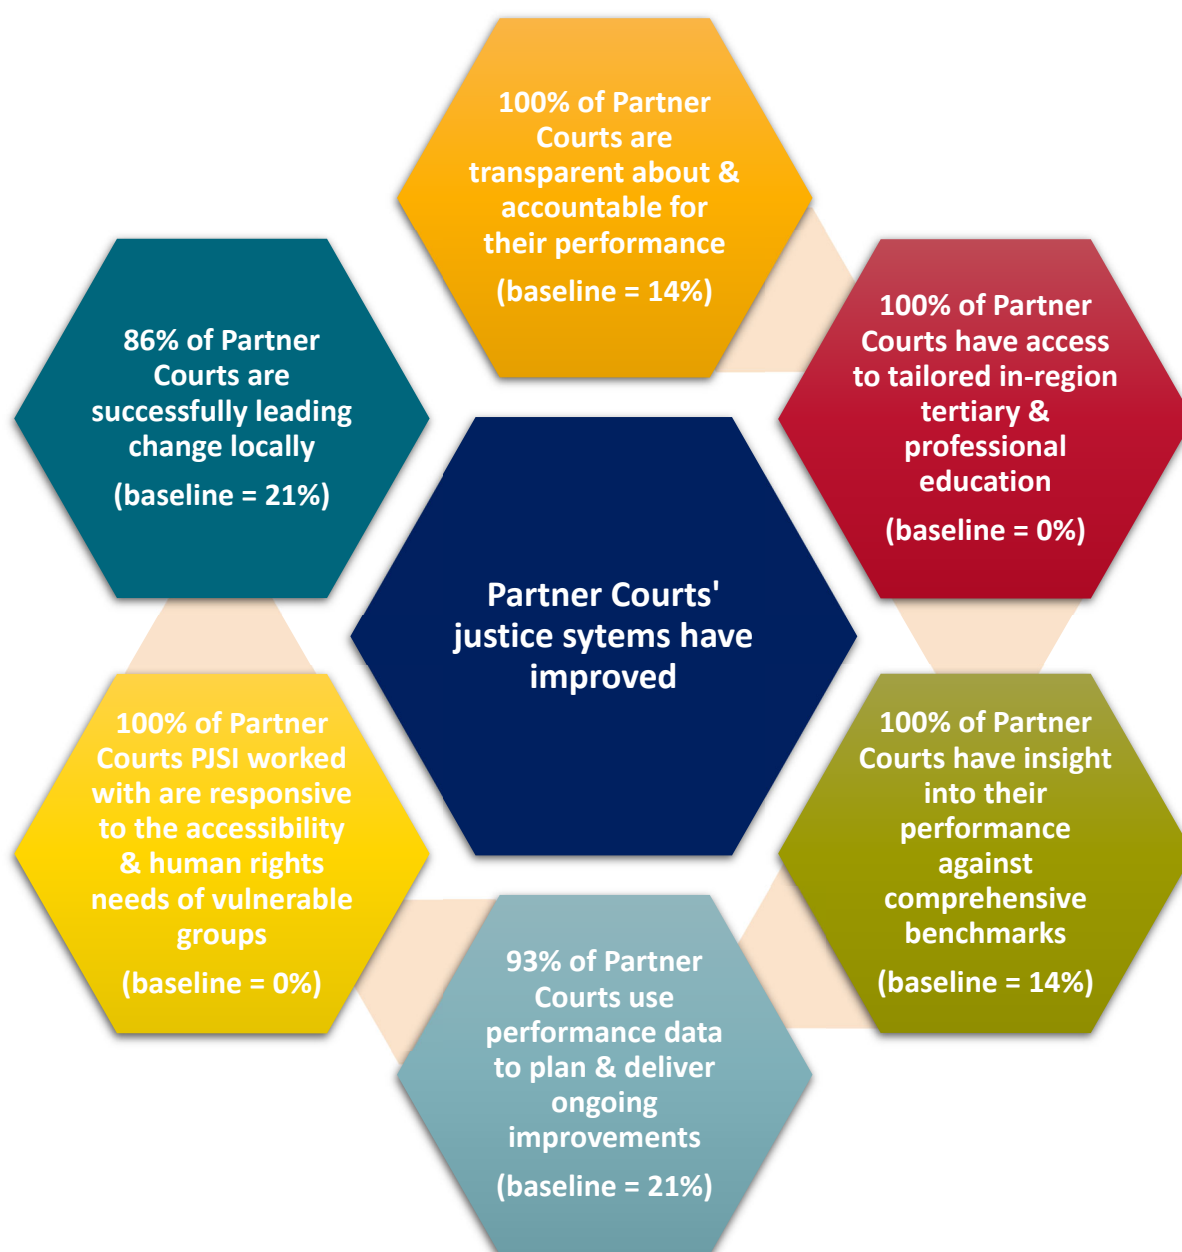 100% of Partner
Courts are
transparent about &
accountable for
their performance
(baseline = 14%)
100% of Partner
Courts have access
to tailored in-region
tertiary &
professional
education
(baseline = 0%)
100% of Partner
Courts have insight
into their
performance
against
comprehensive
benchmarks
(baseline = 14%)
93% of Partner
Courts use
performance data
to plan & deliver
ongoing
improvements
(baseline = 21%)
100% of Partner
Courts PJSI worked
with are responsive
to the accessibility
& human rights
needs of vulnerable
groups
(baseline = 0%)
86% of Partner
Courts are
successfully leading
change locally
(baseline = 21%)
Partner Courts'
justice sytems have
improved